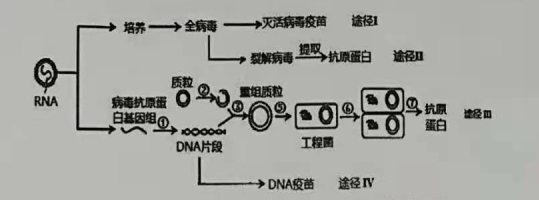 培养 全病毒 灭活病毒疫苗 途径Ⅰ
裂解病毒 提取 抗原蛋白 途径Ⅱ
RNA
病毒抗原蛋
白基因组 ①
质粒 ②
DNA片段
③
重组质粒 ⑤
工程菌
⑥
⑦ 抗原
蛋白
途径Ⅲ
DNA疫苗 途径Ⅳ